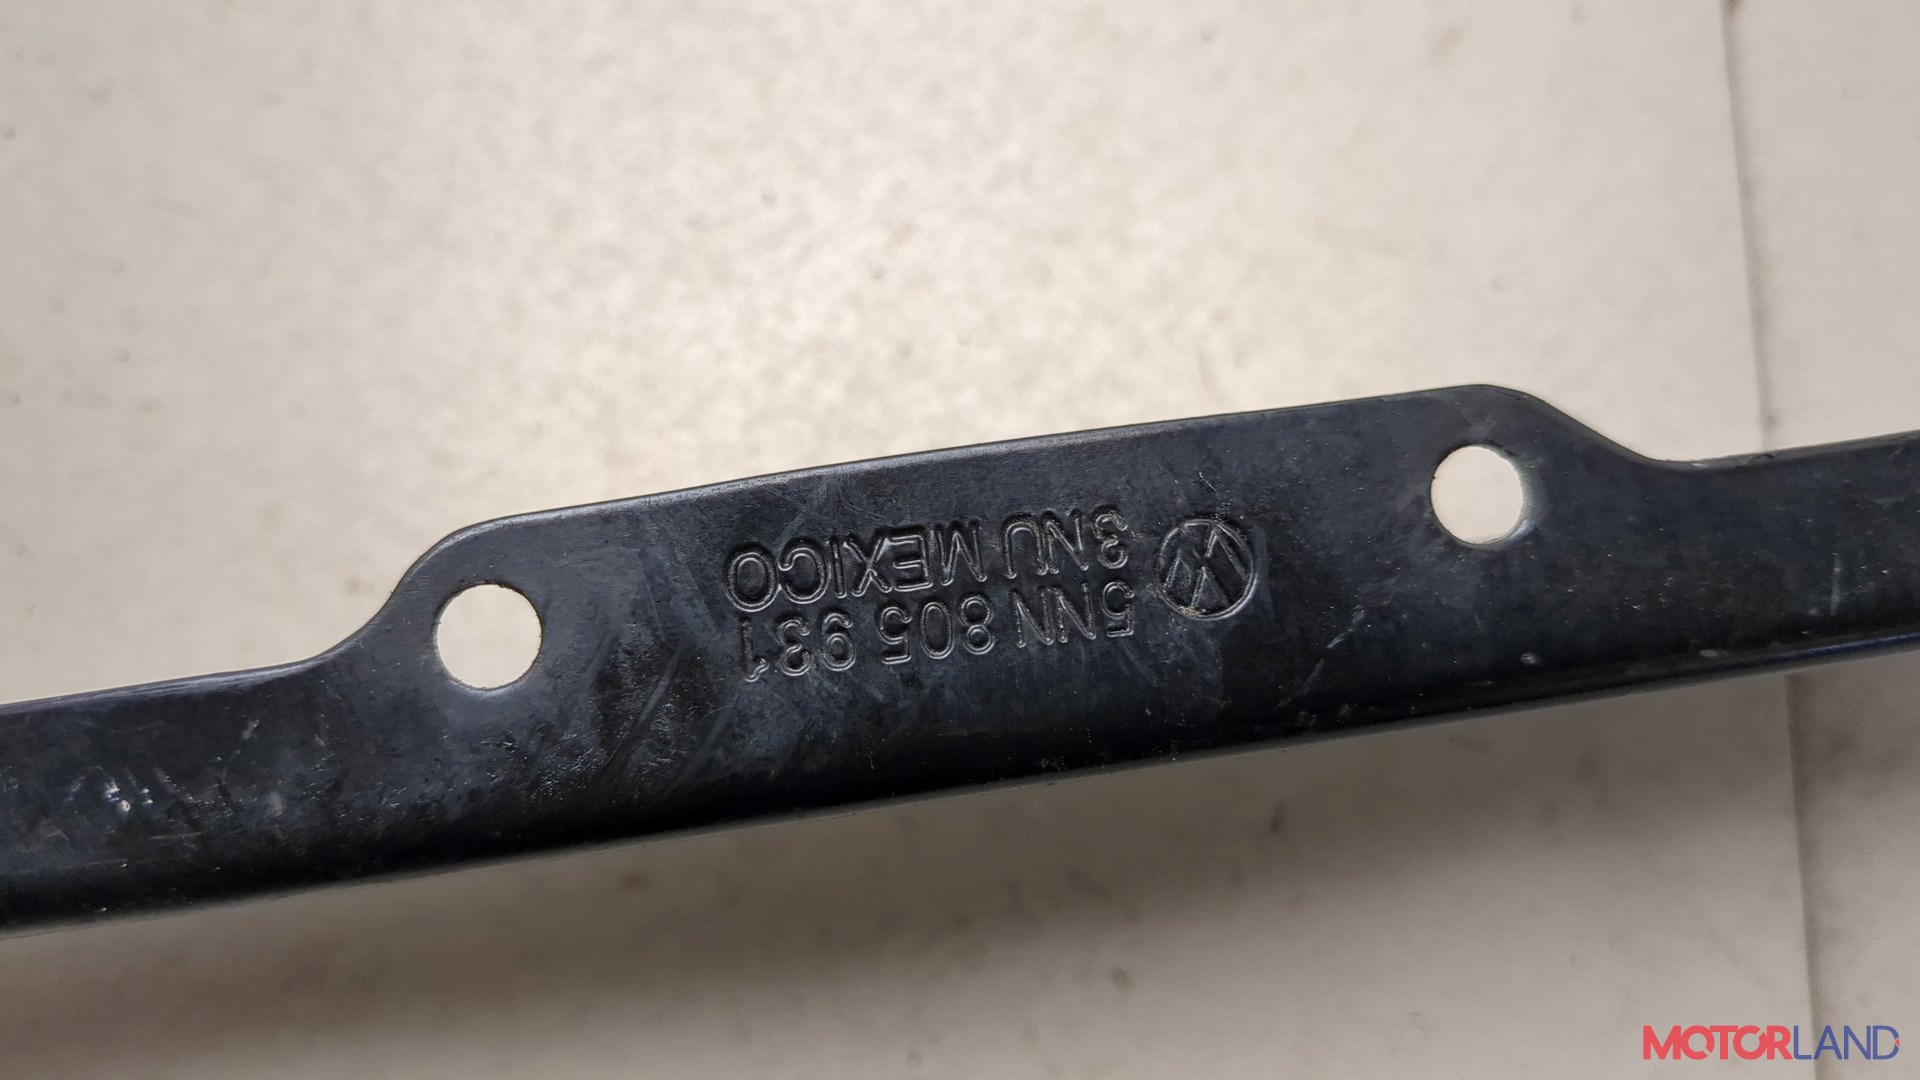 5NN 805 931
3NU MEXICO
MOTORLAND